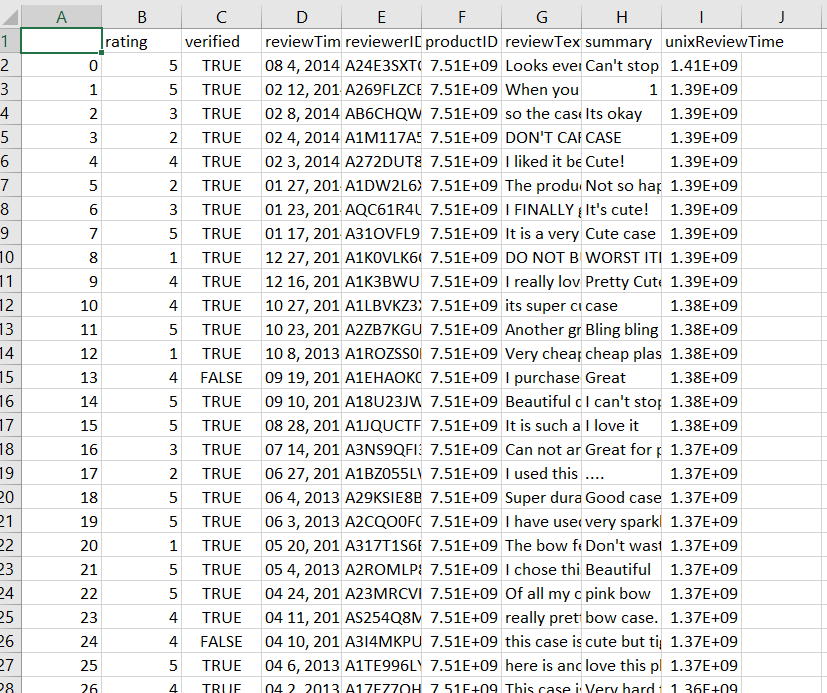 A B C D E F G H I J
1 rating verified reviewTim reviewerID productID reviewTex summary unixReviewTime
2 0 5 TRUE 08 4, 2014 A24E3SXT 7.51E+09 Looks ever Can't stop 1.41E+09
3 1 5 TRUE 02 12, 201 A269FLZCE 7.51E+09 When you 1 1.39E+09
4 2 3 TRUE 02 8, 2014 AB6CHQW 7.51E+09 so the case Its okay 1.39E+09
5 3 2 TRUE 02 4, 2014 A1M117A5 7.51E+09 DON'T CAR CASE 1.39E+09
6 4 4 TRUE 02 3, 2014 A272DUT8 7.51E+09 I liked it be Cute! 1.39E+09
7 5 2 TRUE 01 27, 201 A1DW2L6X 7.51E+09 The produ Not so hap 1.39E+09
8 6 3 TRUE 01 23, 201 AQC61R4U 7.51E+09 I FINALLY It's cute! 1.39E+09
9 7 5 TRUE 01 17, 201 A31OVFL9 7.51E+09 It is a very Cute case 1.39E+09
10 8 1 TRUE 12 27, 201 A1K0VLK6 7.51E+09 DO NOT B WORST ITE 1.39E+09
11 9 4 TRUE 12 16, 201 A1K3BWU 7.51E+09 I really lov Pretty Cute 1.39E+09
12 10 4 TRUE 10 27, 201 A1LBVKZ3 7.51E+09 its super cu case 1.38E+09
13 11 5 TRUE 10 23, 201 A2ZB7KGU 7.51E+09 Another gr Bling bling 1.38E+09
14 12 1 TRUE 10 8, 2013 A1ROZSS0 7.51E+09 Very cheap cheap plas 1.38E+09
15 13 4 FALSE 09 19, 201 A1EHAOK 7.51E+09 I purchase Great 1.38E+09
16 14 5 TRUE 09 10, 201 A18U23JW 7.51E+09 Beautiful d I can't stop 1.38E+09
17 15 5 TRUE 08 28, 201 A1JQUCTF 7.51E+09 It is such a I love it 1.38E+09
18 16 3 TRUE 07 14, 201 A3NS9QFI 7.51E+09 Can not ar Great for p 1.37E+09
19 17 2 TRUE 06 27, 201 A1BZ055L 7.51E+09 I used this .... 1.37E+09
20 18 5 TRUE 06 4, 2013 A29KSIE8B 7.51E+09 Super dura Good case 1.37E+09
21 19 5 TRUE 06 3, 2013 A2CQO0F 7.51E+09 I have used very sparkl 1.37E+09
22 20 1 TRUE 05 20, 201 A317T1S6 7.51E+09 The bow fe Don't wast 1.37E+09
23 21 5 TRUE 05 4, 2013 A2ROMLP 7.51E+09 I chose thi Beautiful 1.37E+09
24 22 5 TRUE 04 24, 201 A23MRCV 7.51E+09 Of all my c pink bow 1.37E+09
25 23 4 TRUE 04 11, 201 AS254Q8M 7.51E+09 really pret bow case. 1.37E+09
26 24 4 FALSE 04 10, 201 A3I4MKPU 7.51E+09 this case is cute but ti 1.37E+09
27 25 5 TRUE 04 6, 2013 A1TE996L 7.51E+09 here is and love this p 1.37E+09
28 26 4 TRUE 04 2, 2013 A17FZ7QH 7.51E+09 This case i Very hard 1.36E+09